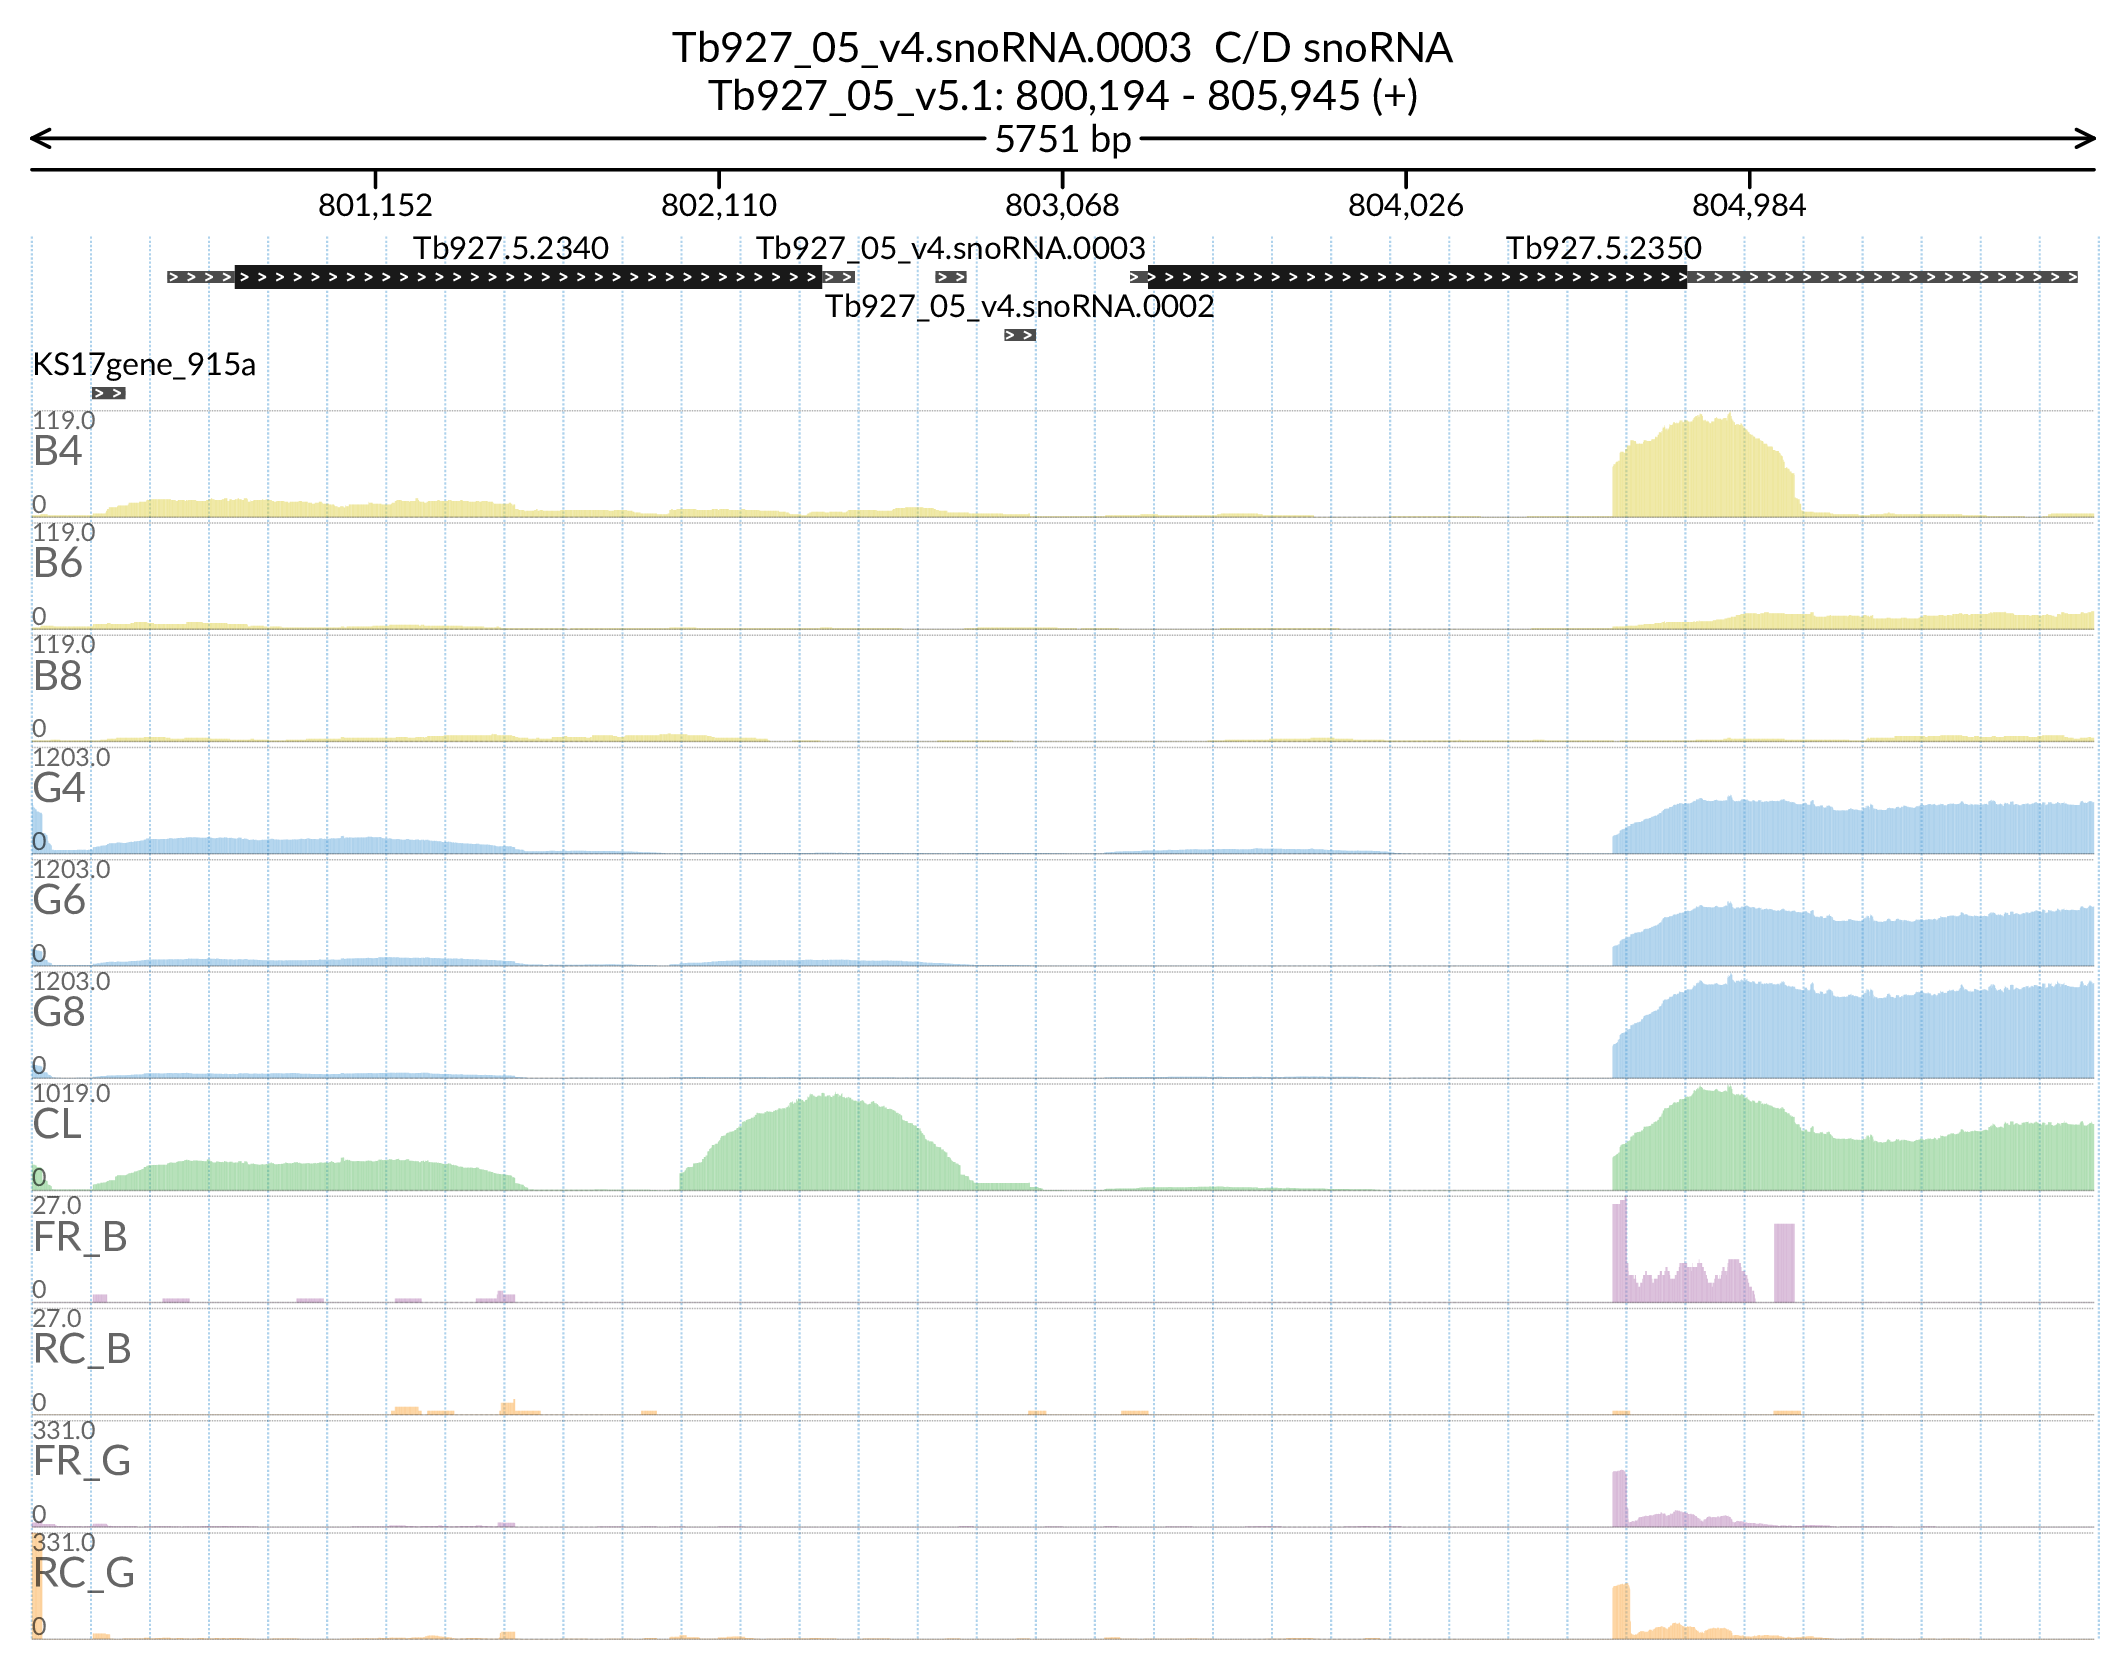 Tb927_05_v4.snoRNA.0003  C/D snoRNA
Tb927_05_v5.1: 800,194 - 805,945 (+)
5751 bp
801,152 802,110 803,068 804,026 804,984
Tb927.5.2340 Tb927_05_v4.snoRNA.0003 Tb927.5.2350
Tb927_05_v4.snoRNA.0002
KS17gene_915a
119.0
B4
0
119.0
B6
0
119.0
B8
0
1203.0
G4
0
1203.0
G6
0
1203.0
G8
0
1019.0
CL
0
27.0
FR_B
0
27.0
RC_B
0
331.0
FR_G
0
331.0
RC_G
0